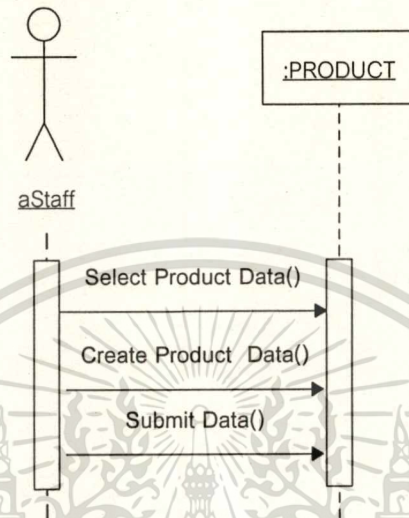 :PRODUCT
aStaff
Select Product Data()
Create Product Data()
Submit Data()